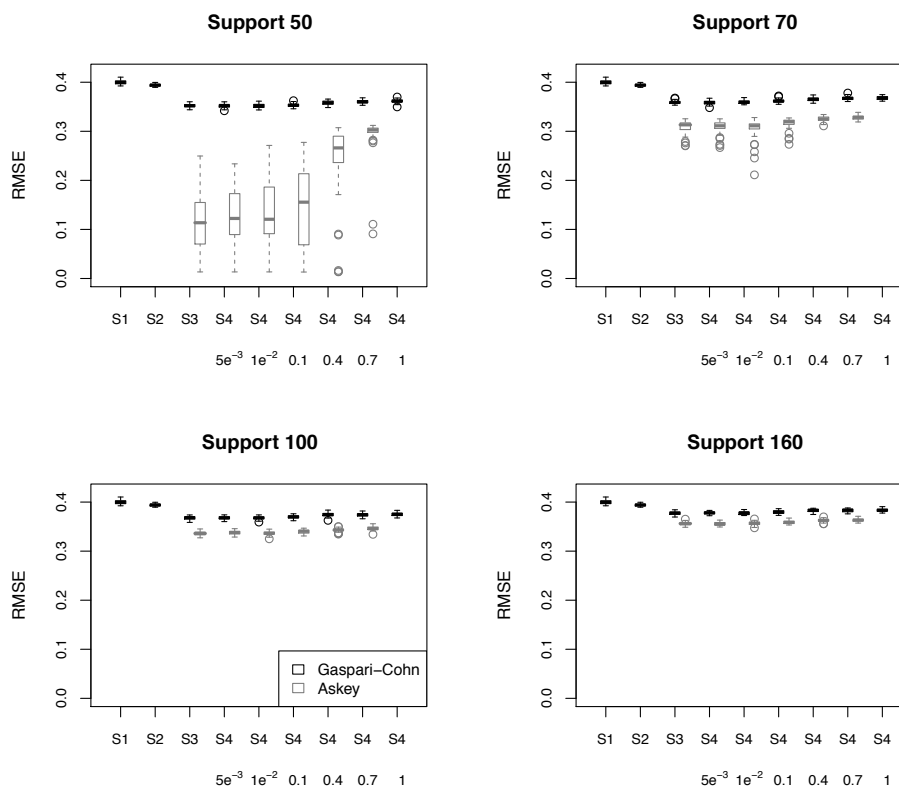 Support 50
RMSE
0.4
0.3
0.2
0.1
0.0
S1 S2 S3 S4 S4 S4 S4 S4 S4
5e⁻³ 1e⁻² 0.1 0.4 0.7 1
Support 70
RMSE
0.4
0.3
0.2
0.1
0.0
S1 S2 S3 S4 S4 S4 S4 S4 S4
5e⁻³ 1e⁻² 0.1 0.4 0.7 1
Support 100
RMSE
0.4
0.3
0.2
0.1
0.0
Gaspari−Cohn
Askey
S1 S2 S3 S4 S4 S4 S4 S4 S4
5e⁻³ 1e⁻² 0.1 0.4 0.7 1
Support 160
RMSE
0.4
0.3
0.2
0.1
0.0
S1 S2 S3 S4 S4 S4 S4 S4 S4
5e⁻³ 1e⁻² 0.1 0.4 0.7 1